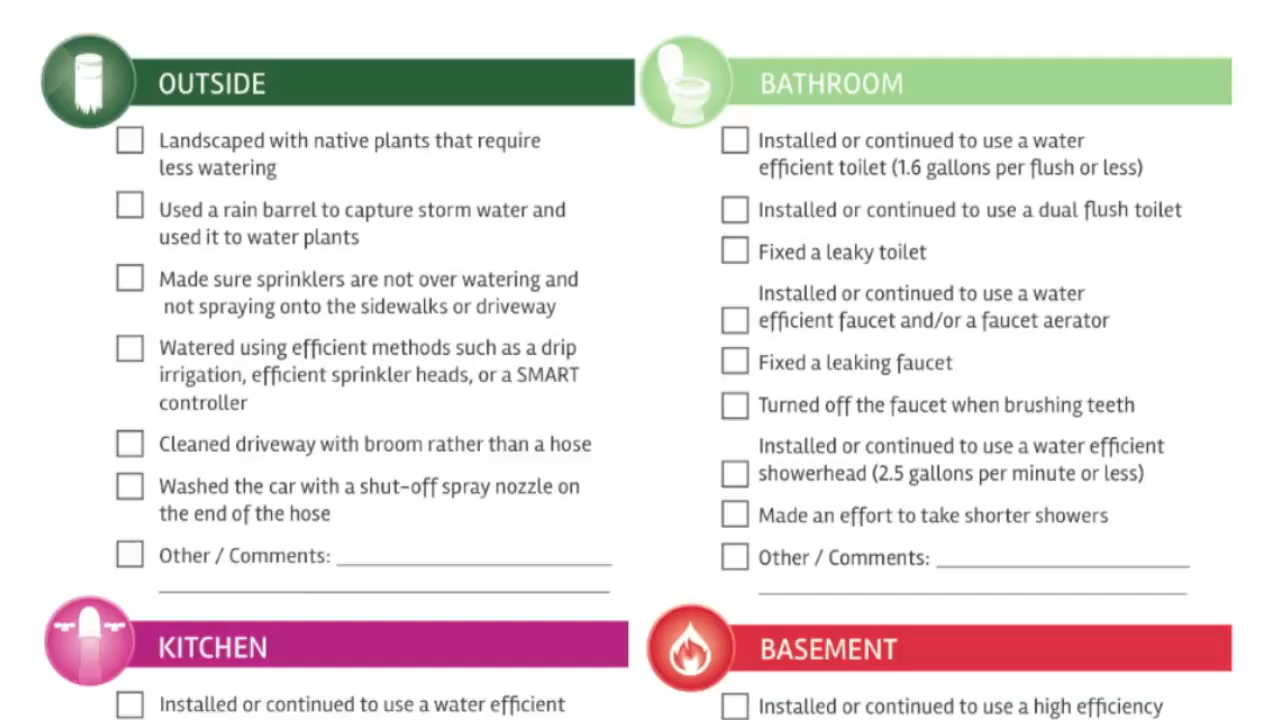 OUTSIDE
Landscaped with native plants that require
less watering
Used a rain barrel to capture storm water and
used it to water plants
Made sure sprinklers are not over watering and
not spraying onto the sidewalks or driveway
Watered using efficient methods such as a drip
irrigation, efficient sprinkler heads, or a SMART
controller
Cleaned driveway with broom rather than a hose
Washed the car with a shut-off spray nozzle on
the end of the hose
Other / Comments:
BATHROOM
Installed or continued to use a water
efficient toilet (1.6 gallons per flush or less)
Installed or continued to use a dual flush toilet
Fixed a leaky toilet
Installed or continued to use a water
efficient faucet and/or a faucet aerator
Fixed a leaking faucet
Turned off the faucet when brushing teeth
Installed or continued to use a water efficient
showerhead (2.5 gallons per minute or less)
Made an effort to take shorter showers
Other / Comments:
KITCHEN
Installed or continued to use a water efficient
BASEMENT
Installed or continued to use a high efficiency